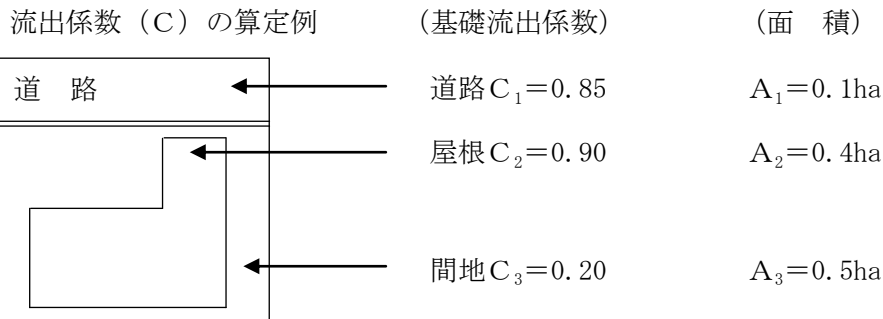 流出係数（C）の算定例　（基礎流出係数）　（面　積）
道　路　道路C₁＝0.85　A₁＝0.1ha
屋根C₂＝0.90　A₂＝0.4ha
間地C₃＝0.20　A₃＝0.5ha